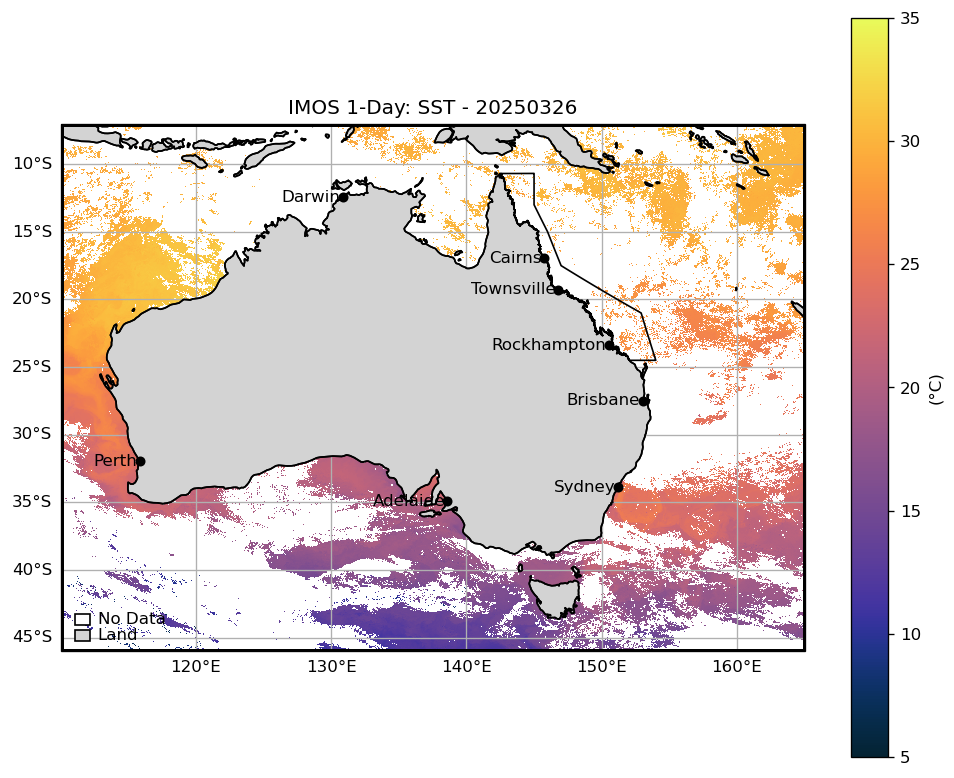 IMOS 1-Day: SST - 20250326
35
30
25
20
15
10
5
(°C)
10°S
15°S
20°S
25°S
30°S
35°S
40°S
45°S
Darwin
Cairns
Townsville
Rockhampton
Brisbane
Perth
Sydney
Adelaide
No Data
Land
120°E
130°E
140°E
150°E
160°E